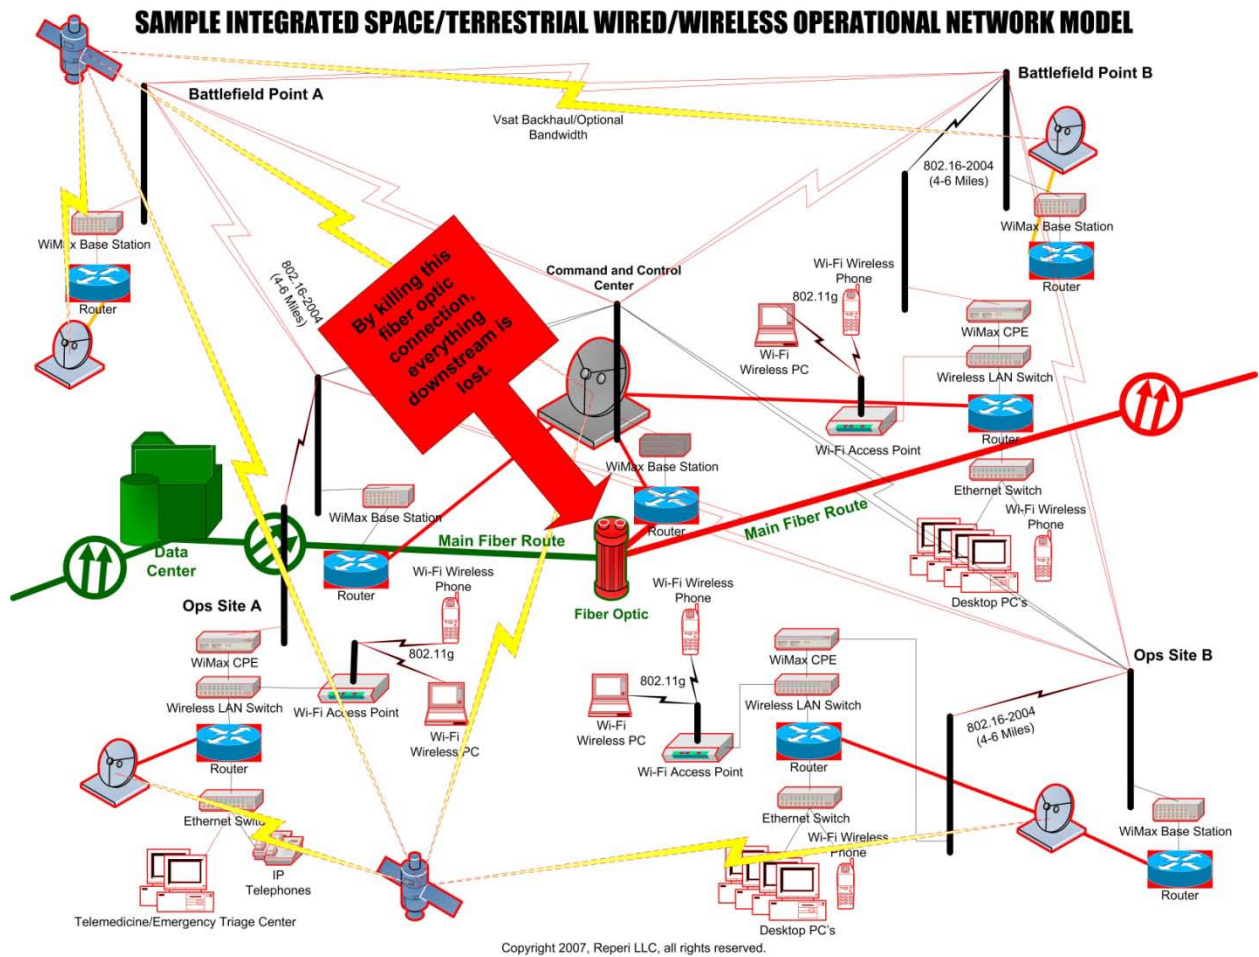 SAMPLE INTEGRATED SPACE/TERRESTRIAL WIRED/WIRELESS OPERATIONAL NETWORK MODEL
Battlefield Point A
Battlefield Point B
Vsat Backhaul/Optional
Bandwidth
802.16-2004
(4-6 Miles)
WiMax Base Station
Router
WiMax Base Station
Router
802.16-2004
(4-6 Miles)
By killing this
fiber optic
connection,
everything
downstream is
lost.
Command and Control
Center
Wi-Fi Wireless
Phone
802.11g
Wi-Fi
Wireless PC
WiMax CPE
Wireless LAN Switch
Router
Wi-Fi Access Point
WiMax Base Station
Router
Ethernet Switch
Wi-Fi Wireless
Phone
Desktop PC's
WiMax Base Station
Router
Data
Center
Main Fiber Route
Main Fiber Route
Fiber Optic
Ops Site A
WiMax CPE
Wireless LAN Switch
Router
Ethernet Switch
Wi-Fi Wireless
Phone
802.11g
Wi-Fi Access Point
Wi-Fi
Wireless PC
IP
Telephones
Telemedicine/Emergency Triage Center
Wi-Fi Wireless
Phone
802.11g
Wi-Fi
Wireless PC
Wi-Fi Access Point
WiMax CPE
Wireless LAN Switch
Router
Ethernet Switch
Wi-Fi Wireless
Phone
Desktop PC's
Ops Site B
802.16-2004
(4-6 Miles)
WiMax Base Station
Router
Copyright 2007, Reperi LLC, all rights reserved.